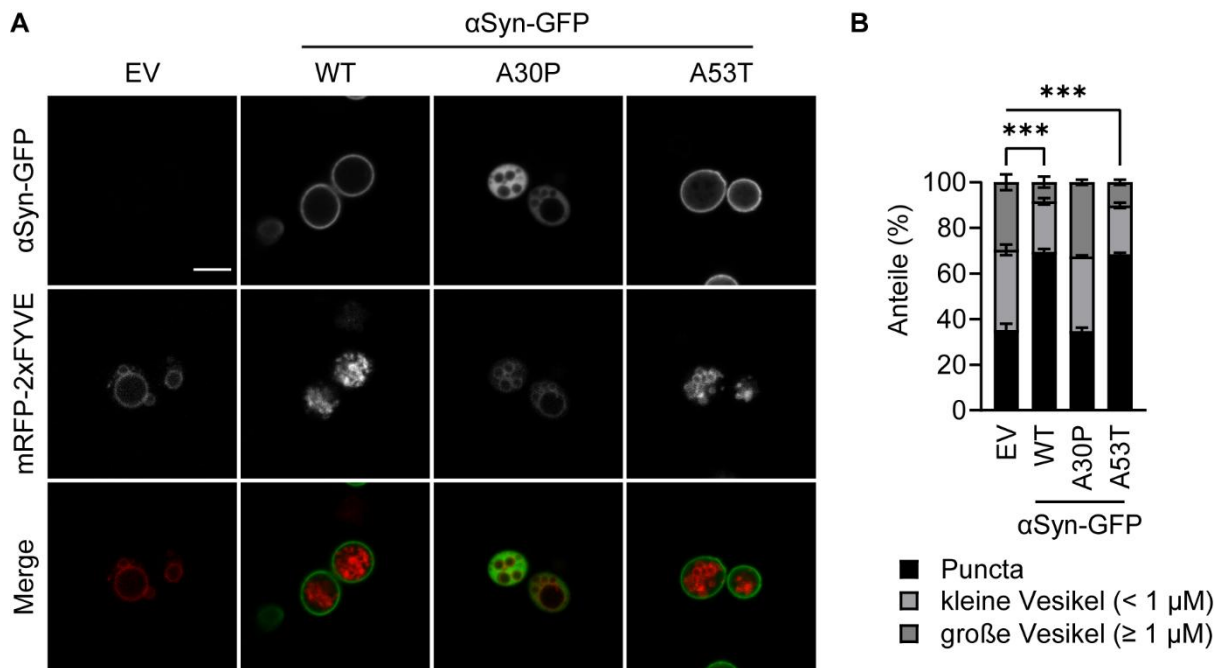 A
αSyn-GFP
EV
WT
A30P
A53T
αSyn-GFP
mRFP-2xFYVE
Merge
B
***
***
Anteile (%)
100
80
60
40
20
0
EV
WT
A30P
A53T
αSyn-GFP
Puncta
kleine Vesikel (< 1 µM)
große Vesikel (≥ 1 µM)